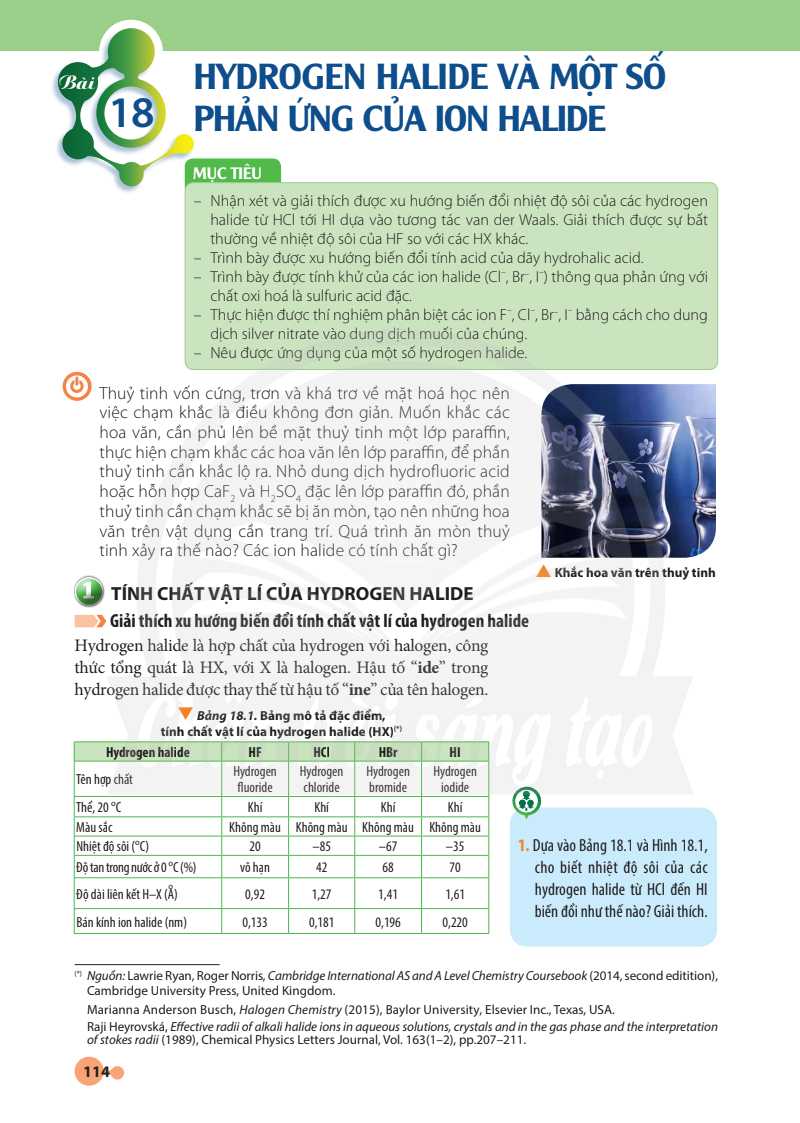 Bài
18
HYDROGEN HALIDE VÀ MỘT SỐ
PHẢN ỨNG CỦA ION HALIDE
MỤC TIÊU
– Nhận xét và giải thích được xu hướng biến đổi nhiệt độ sôi của các hydrogen
halide từ HCl tới HI dựa vào tương tác van der Waals. Giải thích được sự bất
thường về nhiệt độ sôi của HF so với các HX khác.
– Trình bày được xu hướng biến đổi tính acid của dãy hydrohalic acid.
– Trình bày được tính khử của các ion halide (Cl⁻, Br⁻, I⁻) thông qua phản ứng với
chất oxi hoá là sulfuric acid đặc.
– Thực hiện được thí nghiệm phân biệt các ion F⁻, Cl⁻, Br⁻, I⁻ bằng cách cho dung
dịch silver nitrate vào dung dịch muối của chúng.
– Nêu được ứng dụng của một số hydrogen halide.
Thuỷ tinh vốn cứng, trơn và khá trơ về mặt hoá học nên
việc chạm khắc là điều không đơn giản. Muốn khắc các
hoa văn, cần phủ lên bề mặt thuỷ tinh một lớp paraffin,
thực hiện chạm khắc các hoa văn lên lớp paraffin, để phần
thuỷ tinh cần khắc lộ ra. Nhỏ dung dịch hydrofluoric acid
hoặc hỗn hợp CaF₂ và H₂SO₄ đặc lên lớp paraffin đó, phần
thuỷ tinh cần chạm khắc sẽ bị ăn mòn, tạo nên những hoa
văn trên vật dụng cần trang trí. Quá trình ăn mòn thuỷ
tinh xảy ra thế nào? Các ion halide có tính chất gì?
▲ Khắc hoa văn trên thuỷ tinh
1 TÍNH CHẤT VẬT LÍ CỦA HYDROGEN HALIDE
Giải thích xu hướng biến đổi tính chất vật lí của hydrogen halide
Hydrogen halide là hợp chất của hydrogen với halogen, công
thức tổng quát là HX, với X là halogen. Hậu tố “ide” trong
hydrogen halide được thay thế từ hậu tố “ine” của tên halogen.
▼ Bảng 18.1. Bảng mô tả đặc điểm,
tính chất vật lí của hydrogen halide (HX)(*)
Hydrogen halide HF HCl HBr HI
Tên hợp chất Hydrogen fluoride Hydrogen chloride Hydrogen bromide Hydrogen iodide
Thể, 20 °C Khí Khí Khí Khí
Màu sắc Không màu Không màu Không màu Không màu
Nhiệt độ sôi (°C) 20 –85 –67 –35
Độ tan trong nước ở 0 °C (%) vô hạn 42 68 70
Độ dài liên kết H–X (Å) 0,92 1,27 1,41 1,61
Bán kính ion halide (nm) 0,133 0,181 0,196 0,220
1. Dựa vào Bảng 18.1 và Hình 18.1,
cho biết nhiệt độ sôi của các
hydrogen halide từ HCl đến HI
biến đổi như thế nào? Giải thích.
Chân trời sáng tạo
(*) Nguồn: Lawrie Ryan, Roger Norris, Cambridge International AS and A Level Chemistry Coursebook (2014, second edition),
Cambridge University Press, United Kingdom.
Marianna Anderson Busch, Halogen Chemistry (2015), Baylor University, Elsevier Inc., Texas, USA.
Raji Heyrovská, Effective radii of alkali halide ions in aqueous solutions, crystals and in the gas phase and the interpretation
of stokes radii (1989), Chemical Physics Letters Journal, Vol. 163(1–2), pp.207–211.
114